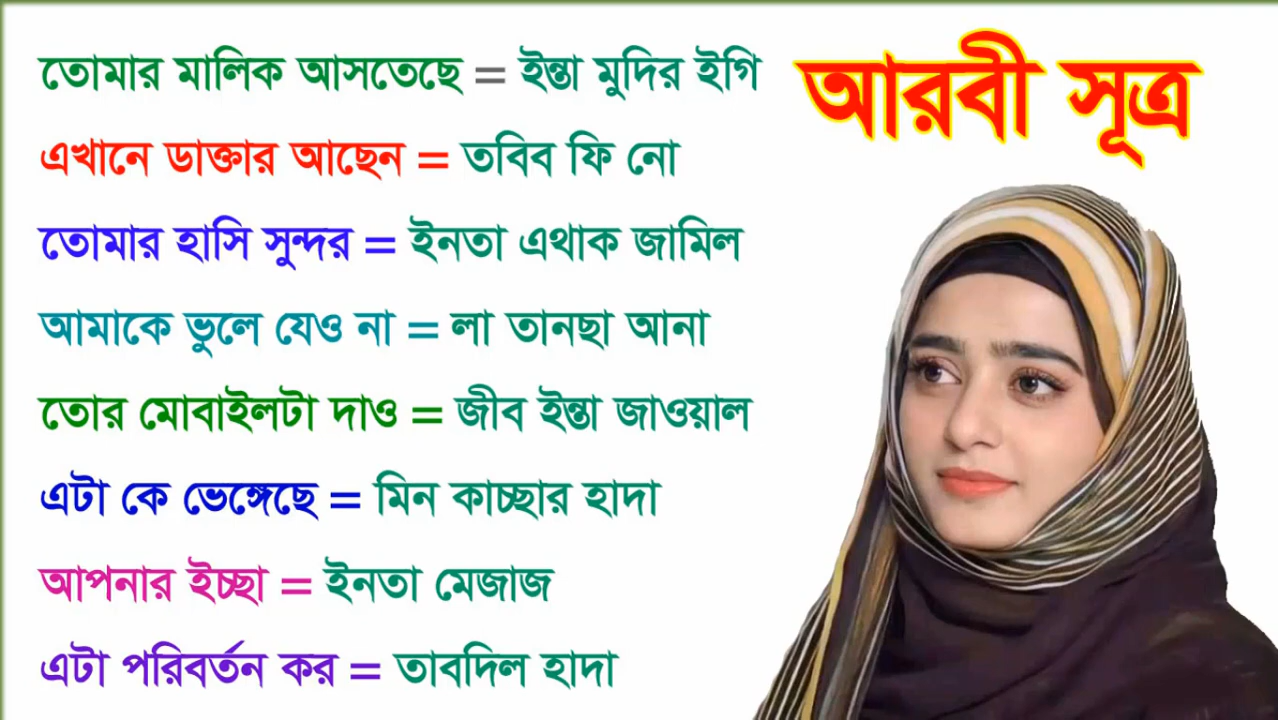 তোমার মালিক আসতেছে = ইন্তা মুদির ইগি
আরবী সূত্র
এখানে ডাক্তার আছেন = তবিব ফি নো
তোমার হাসি সুন্দর = ইনতা এথাক জামিল
আমাকে ভুলে যেও না = লা তানছা আনা
তোর মোবাইলটা দাও = জীব ইন্তা জাওয়াল
এটা কে ভেঙ্গেছে = মিন কাচ্ছার হাদা
আপনার ইচ্ছা = ইনতা মেজাজ
এটা পরিবর্তন কর = তাবদিল হাদা